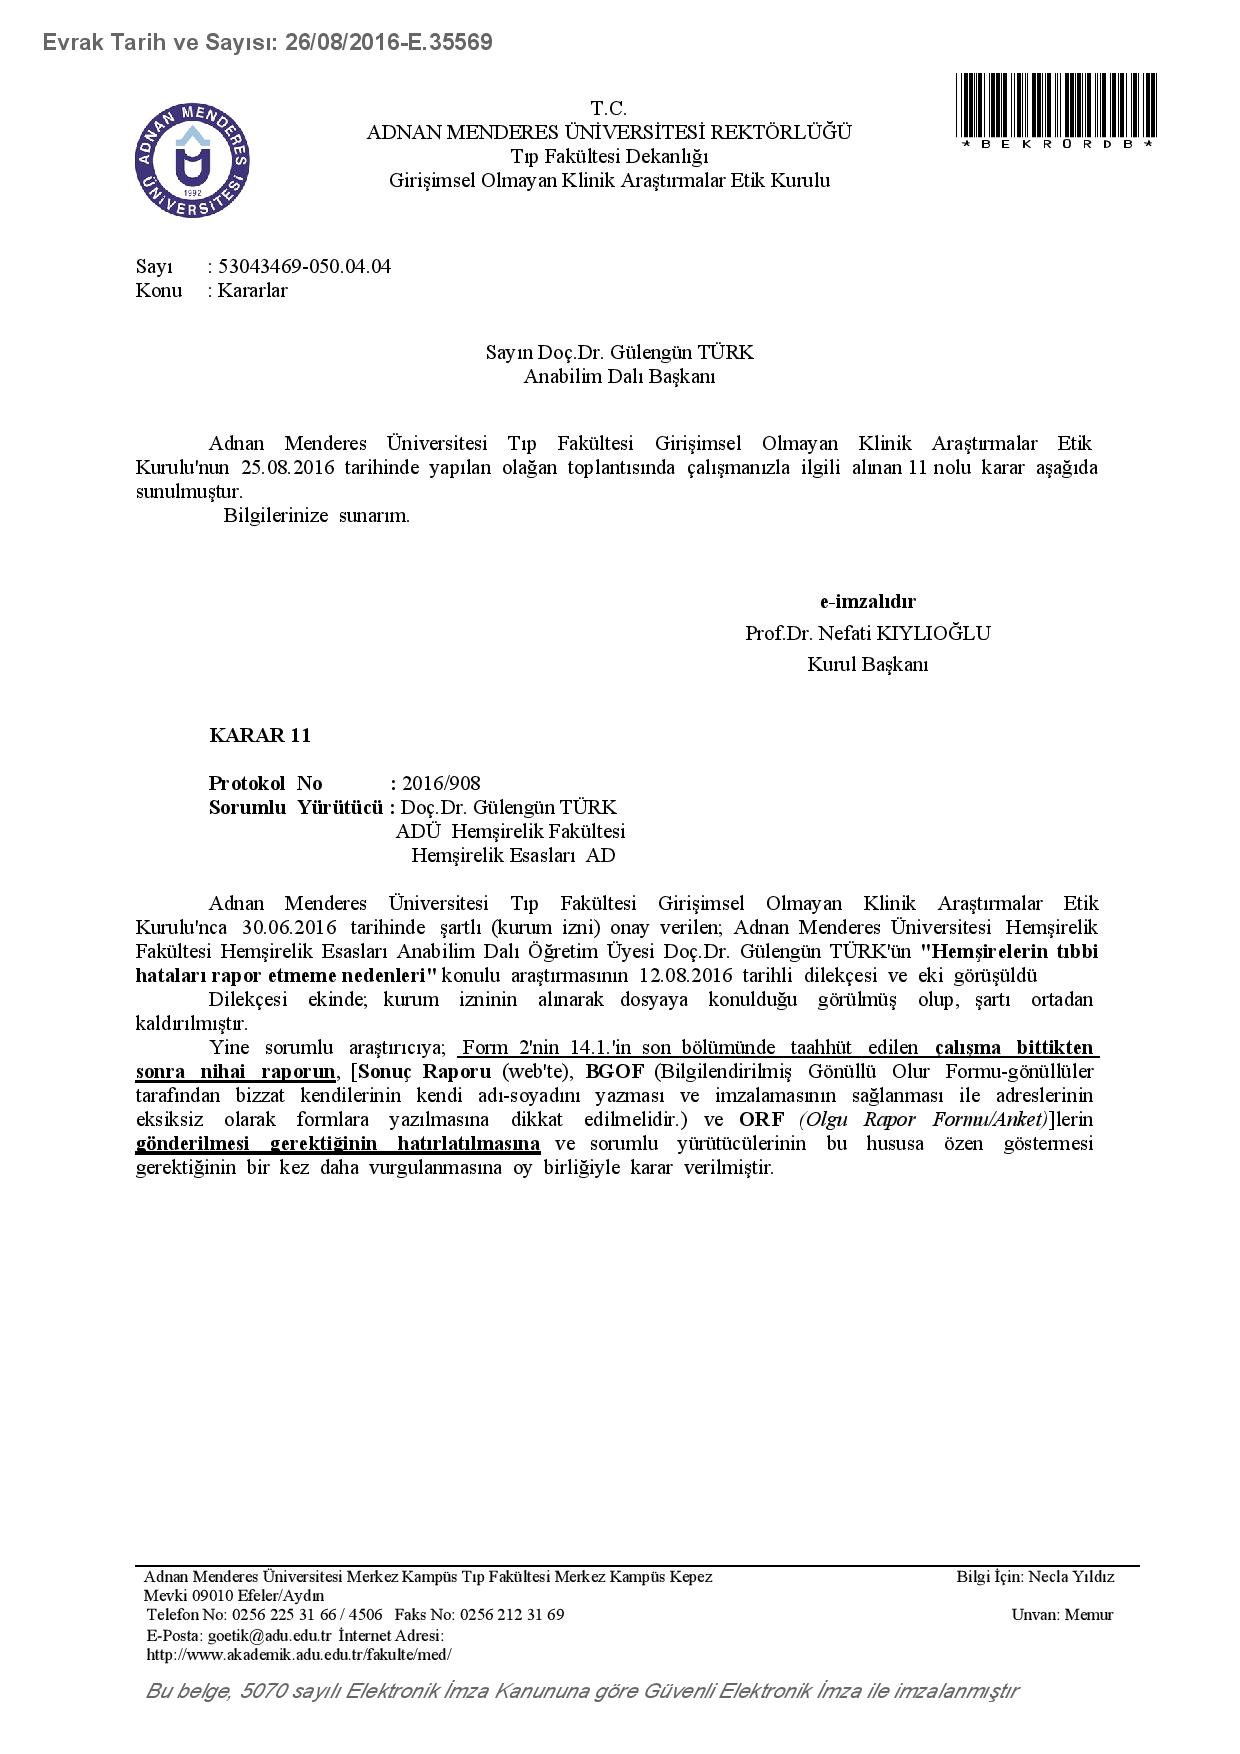 Evrak Tarih ve Sayısı: 26/08/2016-E.35569
ADNAN MENDERES
ÜNİVERSİTESİ
1992
T.C.
ADNAN MENDERES ÜNİVERSİTESİ REKTÖRLÜĞÜ
Tıp Fakültesi Dekanlığı
Girişimsel Olmayan Klinik Araştırmalar Etik Kurulu
*BEKR0RDB*
Sayı : 53043469-050.04.04
Konu : Kararlar
Sayın Doç.Dr. Gülengün TÜRK
Anabilim Dalı Başkanı
Adnan Menderes Üniversitesi Tıp Fakültesi Girişimsel Olmayan Klinik Araştırmalar Etik
Kurulu'nun 25.08.2016 tarihinde yapılan olağan toplantısında çalışmanızla ilgili alınan 11 nolu karar aşağıda
sunulmuştur.
Bilgilerinize sunarım.
e-imzalıdır
Prof.Dr. Nefati KIYLIOĞLU
Kurul Başkanı
KARAR 11
Protokol No : 2016/908
Sorumlu Yürütücü : Doç.Dr. Gülengün TÜRK
ADÜ Hemşirelik Fakültesi
Hemşirelik Esasları AD
Adnan Menderes Üniversitesi Tıp Fakültesi Girişimsel Olmayan Klinik Araştırmalar Etik
Kurulu'nca 30.06.2016 tarihinde şartlı (kurum izni) onay verilen; Adnan Menderes Üniversitesi Hemşirelik
Fakültesi Hemşirelik Esasları Anabilim Dalı Öğretim Üyesi Doç.Dr. Gülengün TÜRK'ün "Hemşirelerin tıbbi
hataları rapor etmeme nedenleri" konulu araştırmasının 12.08.2016 tarihli dilekçesi ve eki görüşüldü
Dilekçesi ekinde; kurum izninin alınarak dosyaya konulduğu görülmüş olup, şartı ortadan
kaldırılmıştır.
Yine sorumlu araştırıcıya; Form 2'nin 14.1.'in son bölümünde taahhüt edilen çalışma bittikten
sonra nihai raporun, [Sonuç Raporu (web'te), BGOF (Bilgilendirilmiş Gönüllü Olur Formu-gönüllüler
tarafından bizzat kendilerinin kendi adı-soyadını yazması ve imzalamasının sağlanması ile adreslerinin
eksiksiz olarak formlara yazılmasına dikkat edilmelidir.) ve ORF (Olgu Rapor Formu/Anket)]lerin
gönderilmesi gerektiğinin hatırlatılmasına ve sorumlu yürütücülerinin bu hususa özen göstermesi
gerektiğinin bir kez daha vurgulanmasına oy birliğiyle karar verilmiştir.
Adnan Menderes Üniversitesi Merkez Kampüs Tıp Fakültesi Merkez Kampüs Kepez
Mevki 09010 Efeler/Aydın
Telefon No: 0256 225 31 66 / 4506 Faks No: 0256 212 31 69
E-Posta: goetik@adu.edu.tr İnternet Adresi:
http://www.akademik.adu.edu.tr/fakulte/med/
Bilgi İçin: Necla Yıldız
Unvan: Memur
Bu belge, 5070 sayılı Elektronik İmza Kanununa göre Güvenli Elektronik İmza ile imzalanmıştır